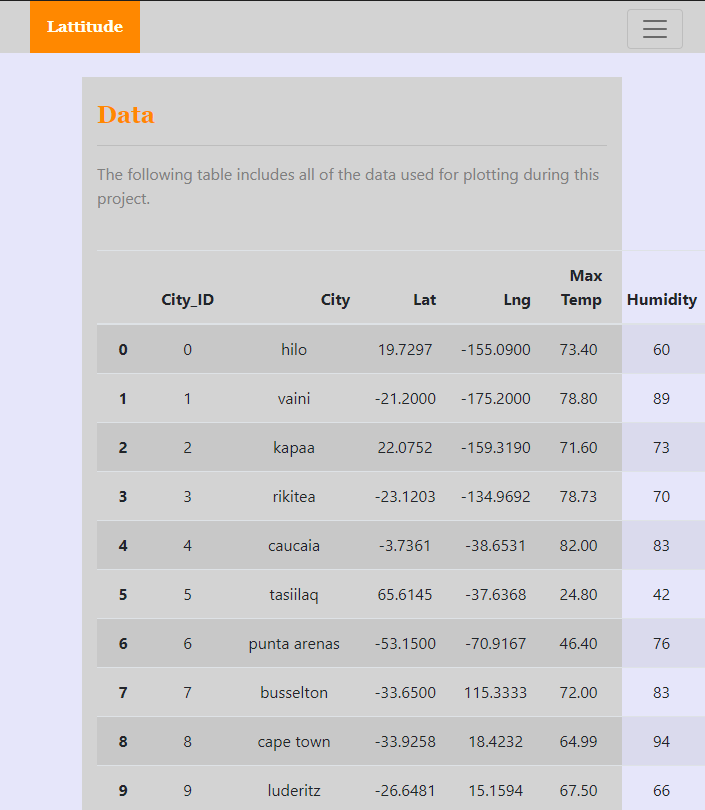 Lattitude
Data
The following table includes all of the data used for plotting during this
project.
Max
City_ID City Lat Lng Temp Humidity
0 0 hilo 19.7297 -155.0900 73.40 60
1 1 vaini -21.2000 -175.2000 78.80 89
2 2 kapaa 22.0752 -159.3190 71.60 73
3 3 rikitea -23.1203 -134.9692 78.73 70
4 4 caucaia -3.7361 -38.6531 82.00 83
5 5 tasiilaq 65.6145 -37.6368 24.80 42
6 6 punta arenas -53.1500 -70.9167 46.40 76
7 7 busselton -33.6500 115.3333 72.00 83
8 8 cape town -33.9258 18.4232 64.99 94
9 9 luderitz -26.6481 15.1594 67.50 66